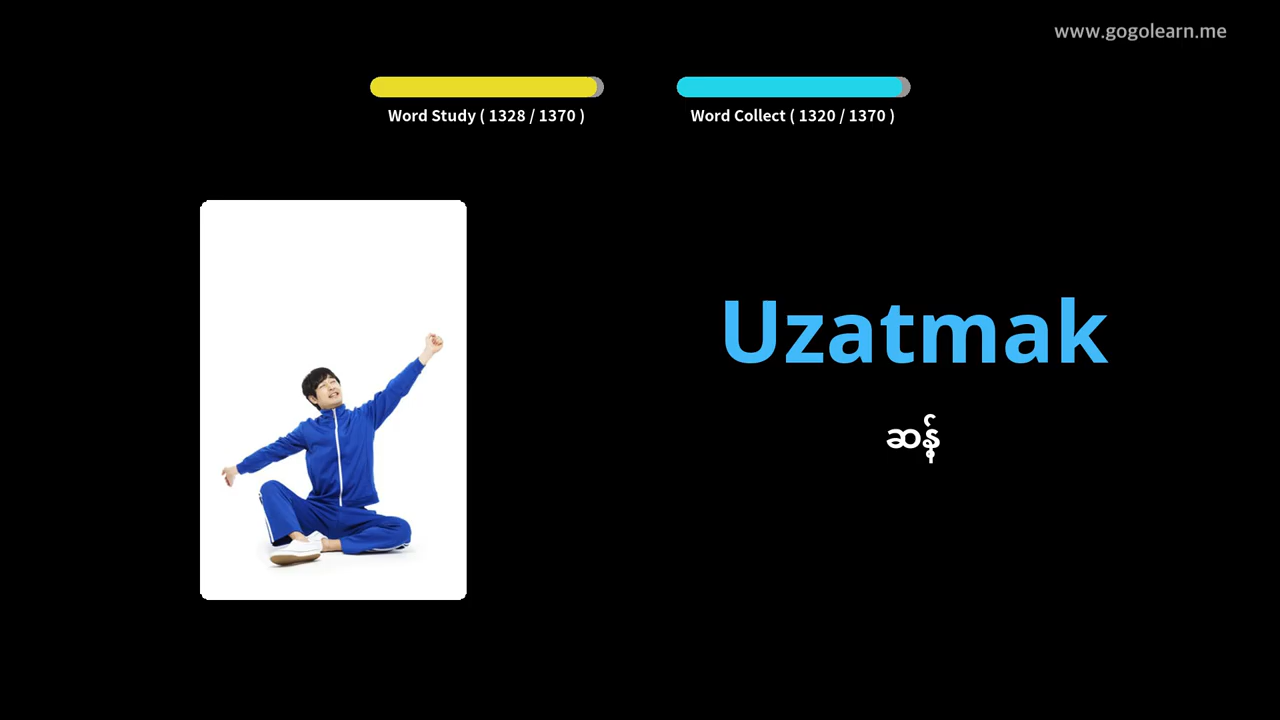 www.gogolearn.me
Word Study ( 1328 / 1370 )
Word Collect ( 1320 / 1370 )
Uzatmak
ဆန့်